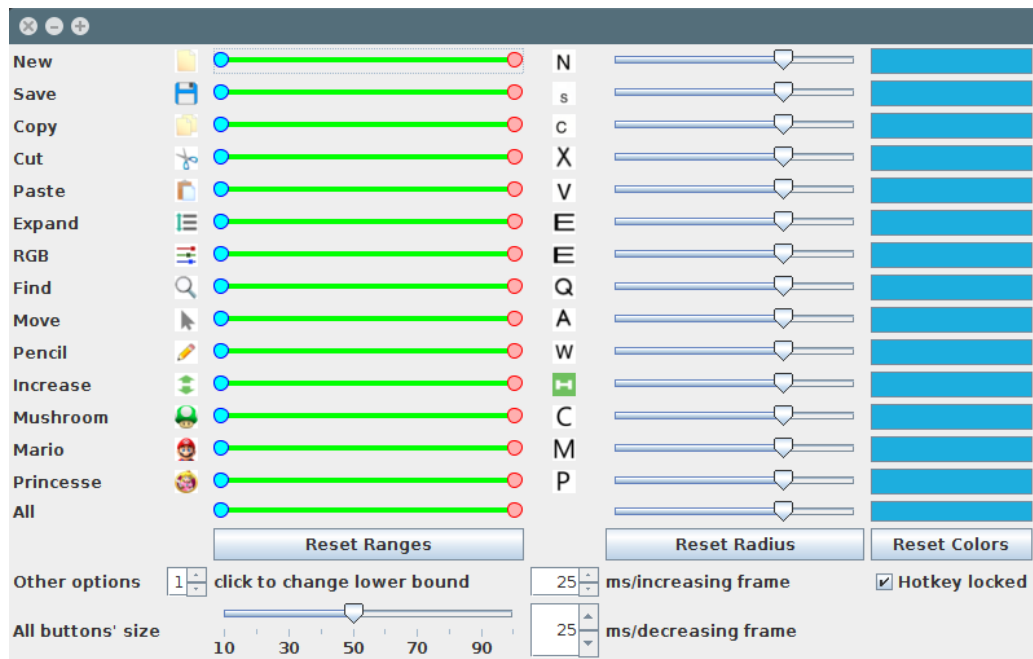 New N
Save s
Copy c
Cut X
Paste V
Expand E
RGB E
Find Q
Move A
Pencil W
Increase
Mushroom C
Mario M
Princesse P
All
Reset Ranges Reset Radius Reset Colors
Other options 1 click to change lower bound 25 ms/increasing frame Hotkey locked
All buttons' size 25 ms/decreasing frame
10 30 50 70 90